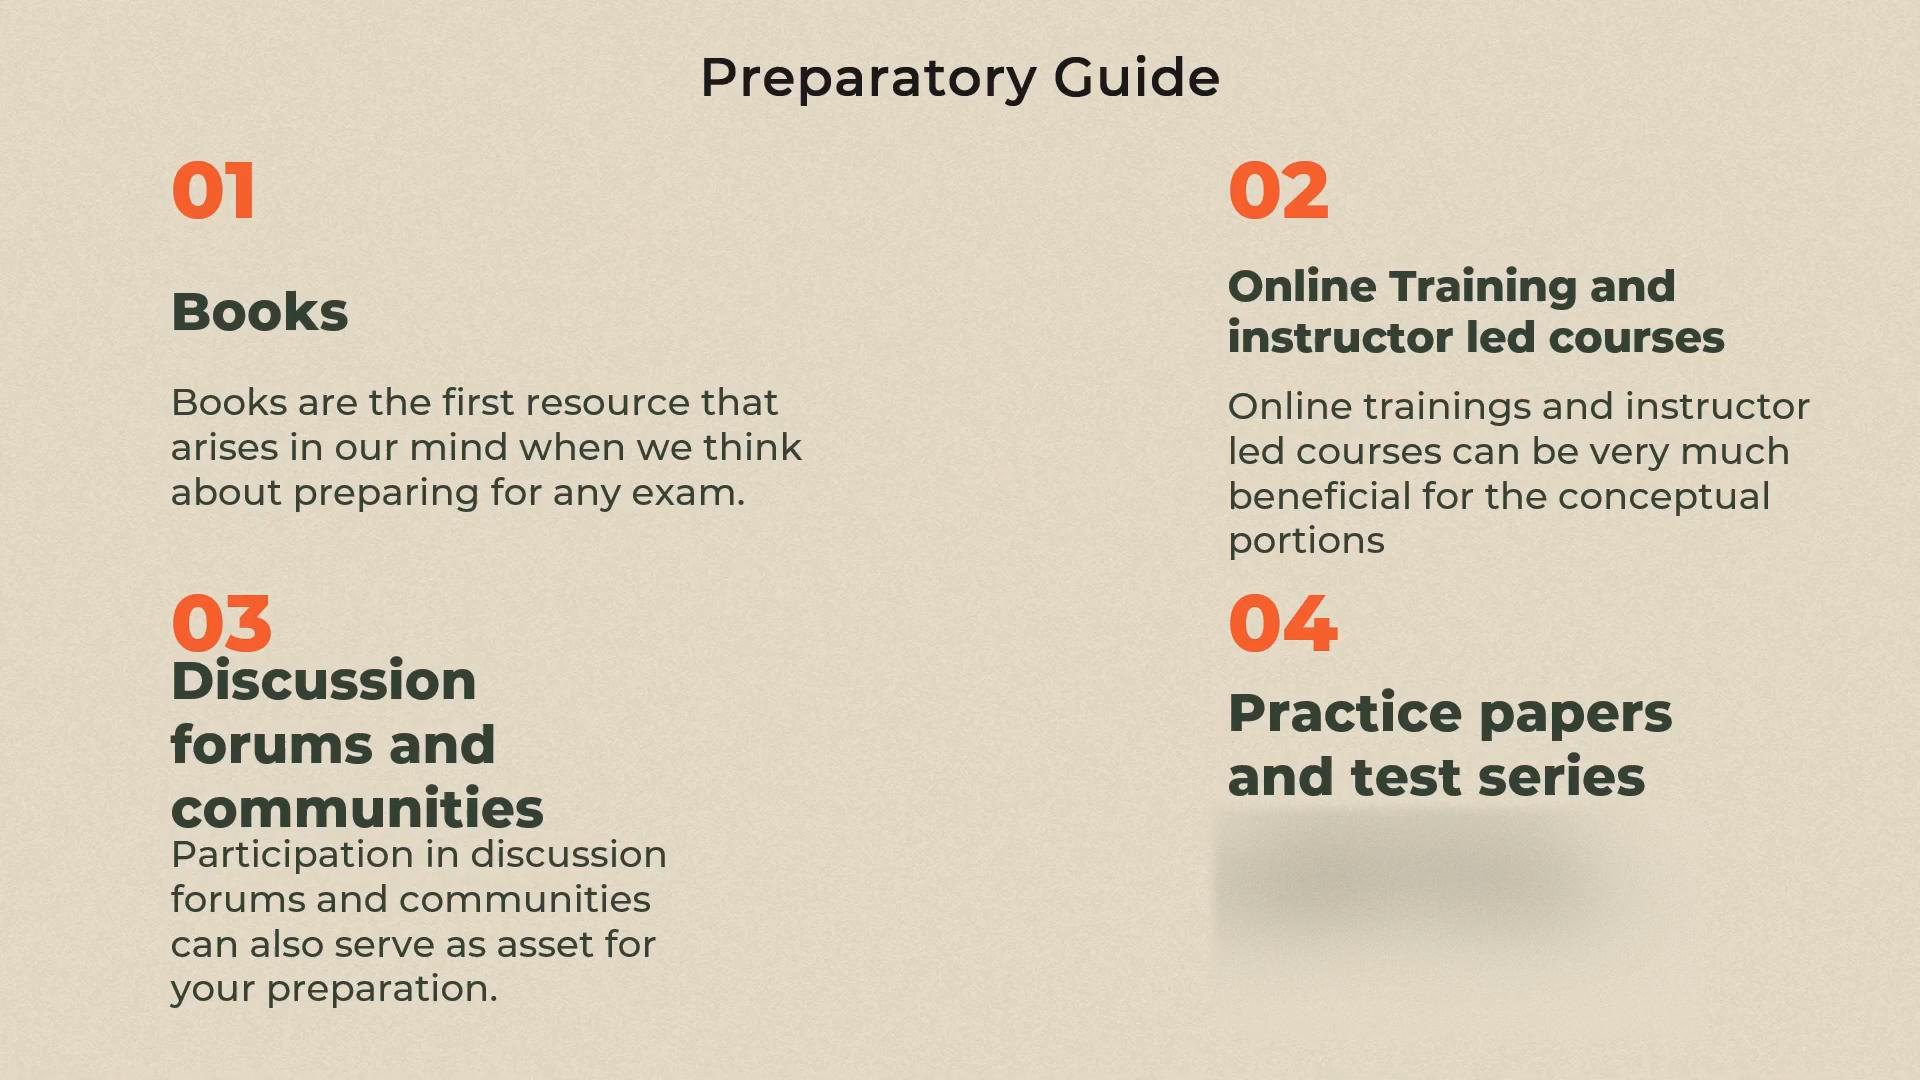 Preparatory Guide
01
Books
Books are the first resource that
arises in our mind when we think
about preparing for any exam.
02
Online Training and
instructor led courses
Online trainings and instructor
led courses can be very much
beneficial for the conceptual
portions
03
Discussion
forums and
communities
Participation in discussion
forums and communities
can also serve as asset for
your preparation.
04
Practice papers
and test series